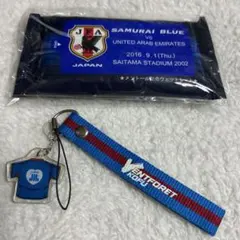 JFA
JAPAN
SAMURAI BLUE
VS
UNITED ARAB EMIRATES
2016. 9.1(Thu.)
SAITAMA STADIUM 2002
VENTFORET
KOFU